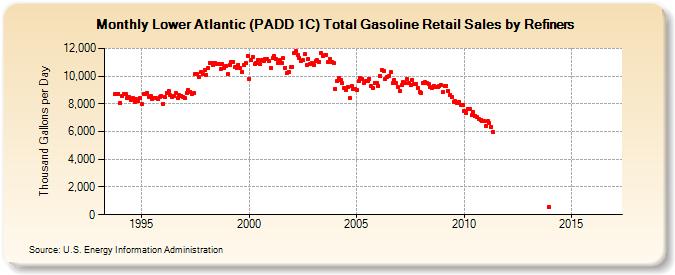 Monthly Lower Atlantic (PADD 1C) Total Gasoline Retail Sales by Refiners
Thousand Gallons per Day
12,000
10,000
8,000
6,000
4,000
2,000
0
1995 2000 2005 2010 2015
Source: U.S. Energy Information Administration